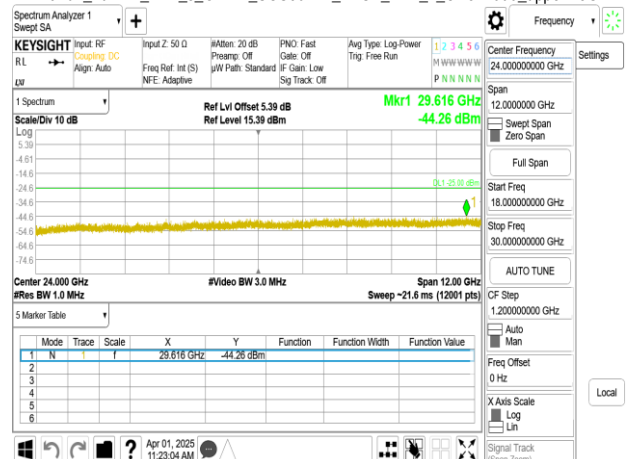 Spectrum Analyzer 1
Swept SA
+
Frequency
KEYSIGHT
RL
Input: RF
Coupling: DC
Align: Auto
Input Z: 50 Ω
Freq Ref: Int (S)
NFE: Adaptive
#Atten: 20 dB
Preamp: Off
µW Path: Standard
PNO: Fast
Gate: Off
IF Gain: Low
Sig Track: Off
Avg Type: Log-Power
Trig: Free Run
1 2 3 4 5 6
M W W W W W
P N N N N N
1 Spectrum
Scale/Div 10 dB
Ref Lvl Offset 5.39 dB
Ref Level 15.39 dBm
Mkr1 29.616 GHz
-44.26 dBm
Log
5.39
-4.61
-14.6
-24.6
-34.6
-44.6
-54.6
-64.6
-74.6
DL1 -25.00 dBm
1
Center 24.000 GHz
#Res BW 1.0 MHz
#Video BW 3.0 MHz
Span 12.00 GHz
Sweep ~21.6 ms (12001 pts)
5 Marker Table
Mode Trace Scale X Y Function Function Width Function Value
1 N 1 f 29.616 GHz -44.26 dBm
2
3
4
5
6
Apr 01, 2025
11:23:04 AM
Center Frequency
24.000000000 GHz
Span
12.0000000 GHz
Swept Span
Zero Span
Full Span
Start Freq
18.000000000 GHz
Stop Freq
30.000000000 GHz
AUTO TUNE
CF Step
1.200000000 GHz
Auto
Man
Freq Offset
0 Hz
X Axis Scale
Log
Lin
Signal Track
Settings
Local